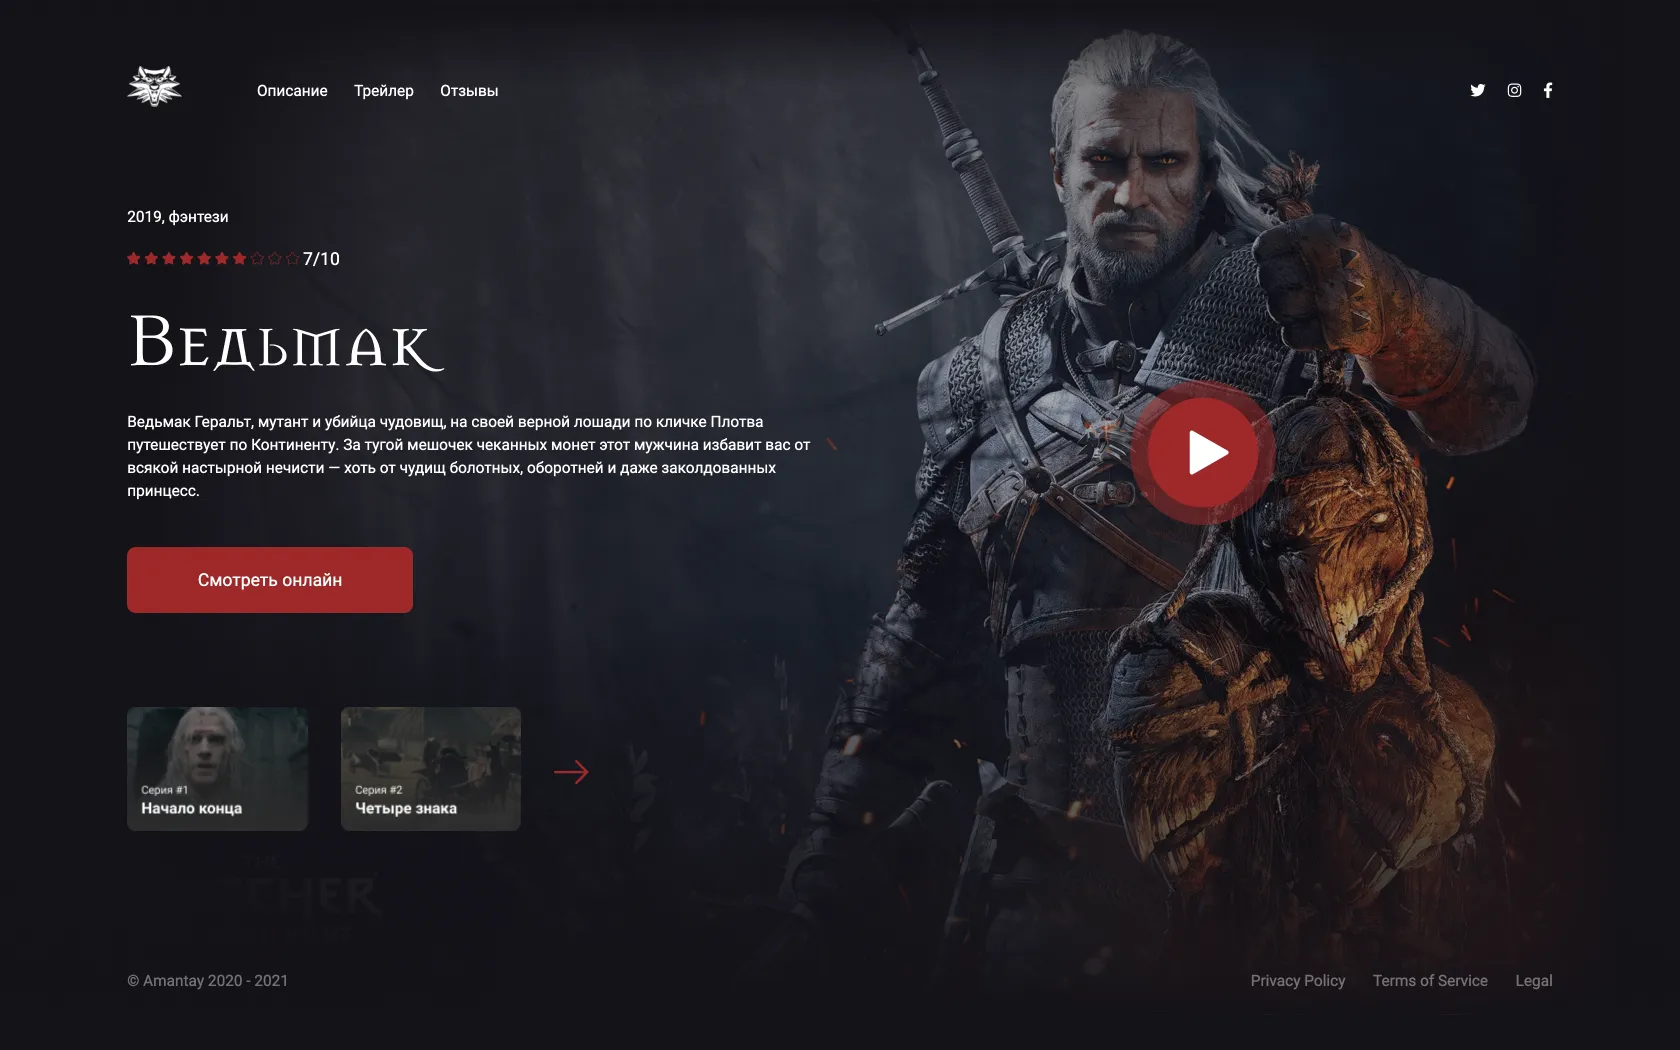 Описание Трейлер Отзывы
2019, фэнтези
7/10
Ведьмак
Ведьмак Геральт, мутант и убийца чудовищ, на своей верной лошади по кличке Плотва
путешествует по Континенту. За тугой мешочек чеканных монет этот мужчина избавит вас от
всякой настырной нечисти — хоть от чудищ болотных, оборотней и даже заколдованных
принцесс.
Смотреть онлайн
Серия #1
Начало конца
Серия #2
Четыре знака
© Amantay 2020 - 2021
Privacy Policy Terms of Service Legal